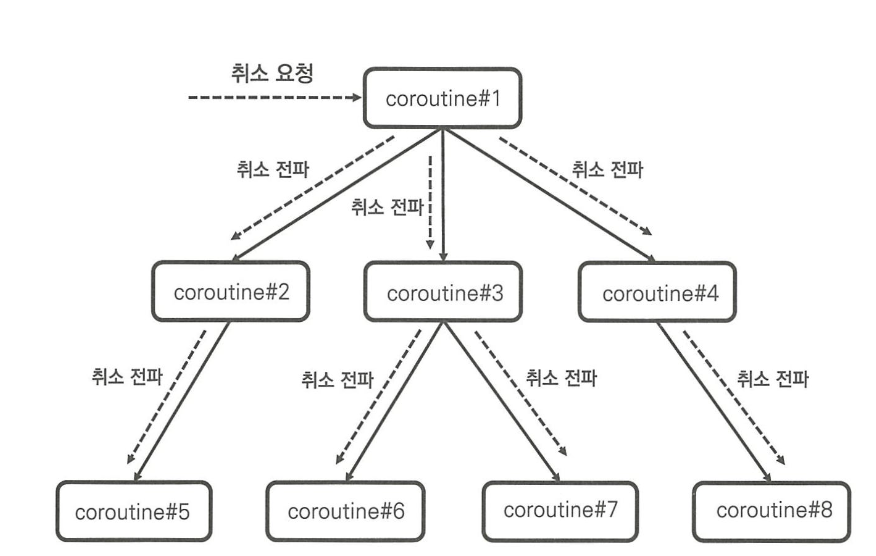 취소 요청
coroutine#1
취소 전파
취소 전파
취소 전파
coroutine#2
coroutine#3
coroutine#4
취소 전파
취소 전파
취소 전파
취소 전파
coroutine#5
coroutine#6
coroutine#7
coroutine#8